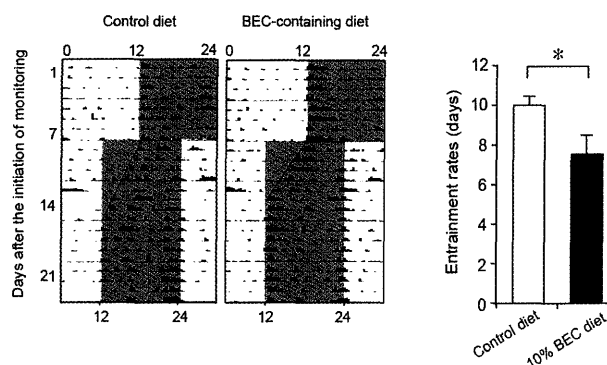 Control diet
BEC-containing diet
0 12 24
0 12 24
Days after the initiation of monitoring
1
7
14
21
12 24
12 24
*
Entrainment rates (days)
12
10
8
6
4
2
0
Control diet
10% BEC diet